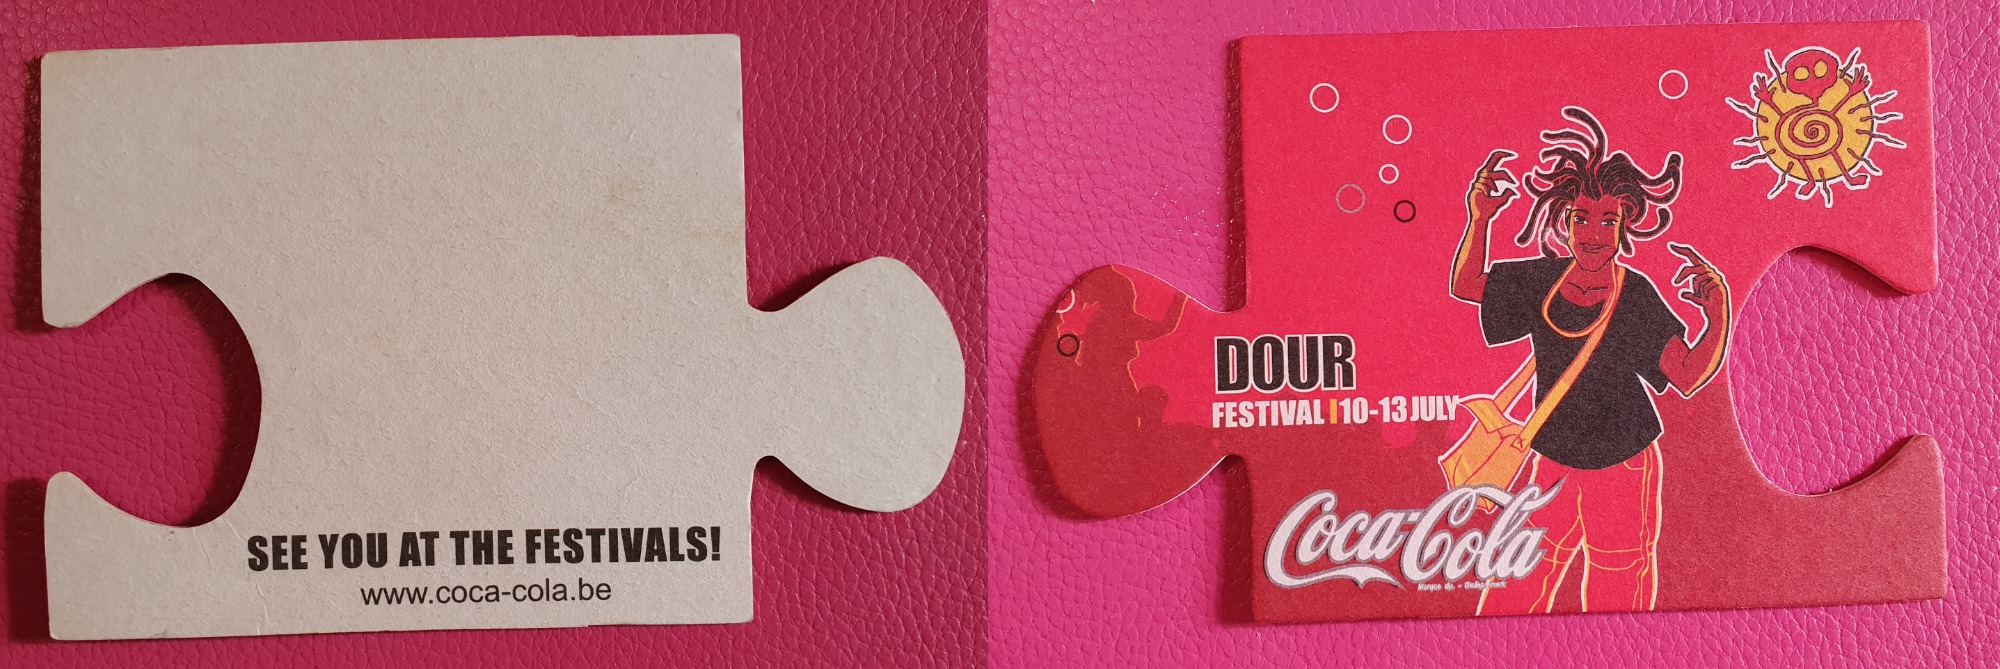 SEE YOU AT THE FESTIVALS!
www.coca-cola.be
DOUR
FESTIVAL | 10-13 JULY
Coca-Cola